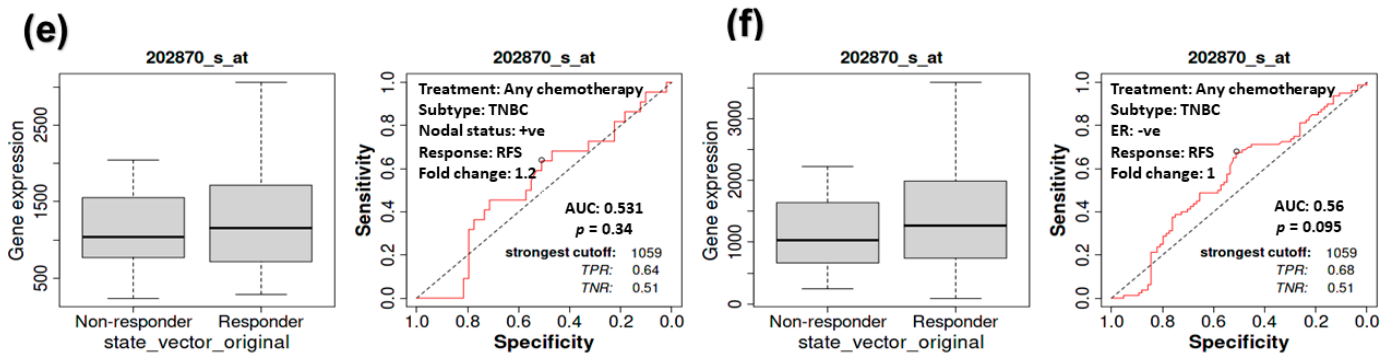 (e)
202870_s_at
Gene expression
2500
1500
500
Non-responder Responder
state_vector_original
202870_s_at
Sensitivity
1.0
0.8
0.6
0.4
0.2
0.0
Treatment: Any chemotherapy
Subtype: TNBC
Nodal status: +ve
Response: RFS
Fold change: 1.2
AUC: 0.531
p = 0.34
strongest cutoff: 1059
TPR: 0.64
TNR: 0.51
1.0 0.8 0.6 0.4 0.2 0.0
Specificity
(f)
202870_s_at
Gene expression
3000
2000
1000
0
Non-responder Responder
state_vector_original
202870_s_at
Sensitivity
1.0
0.8
0.6
0.4
0.2
0.0
Treatment: Any chemotherapy
Subtype: TNBC
ER: -ve
Response: RFS
Fold change: 1
AUC: 0.56
p = 0.095
strongest cutoff: 1059
TPR: 0.68
TNR: 0.51
1.0 0.8 0.6 0.4 0.2 0.0
Specificity